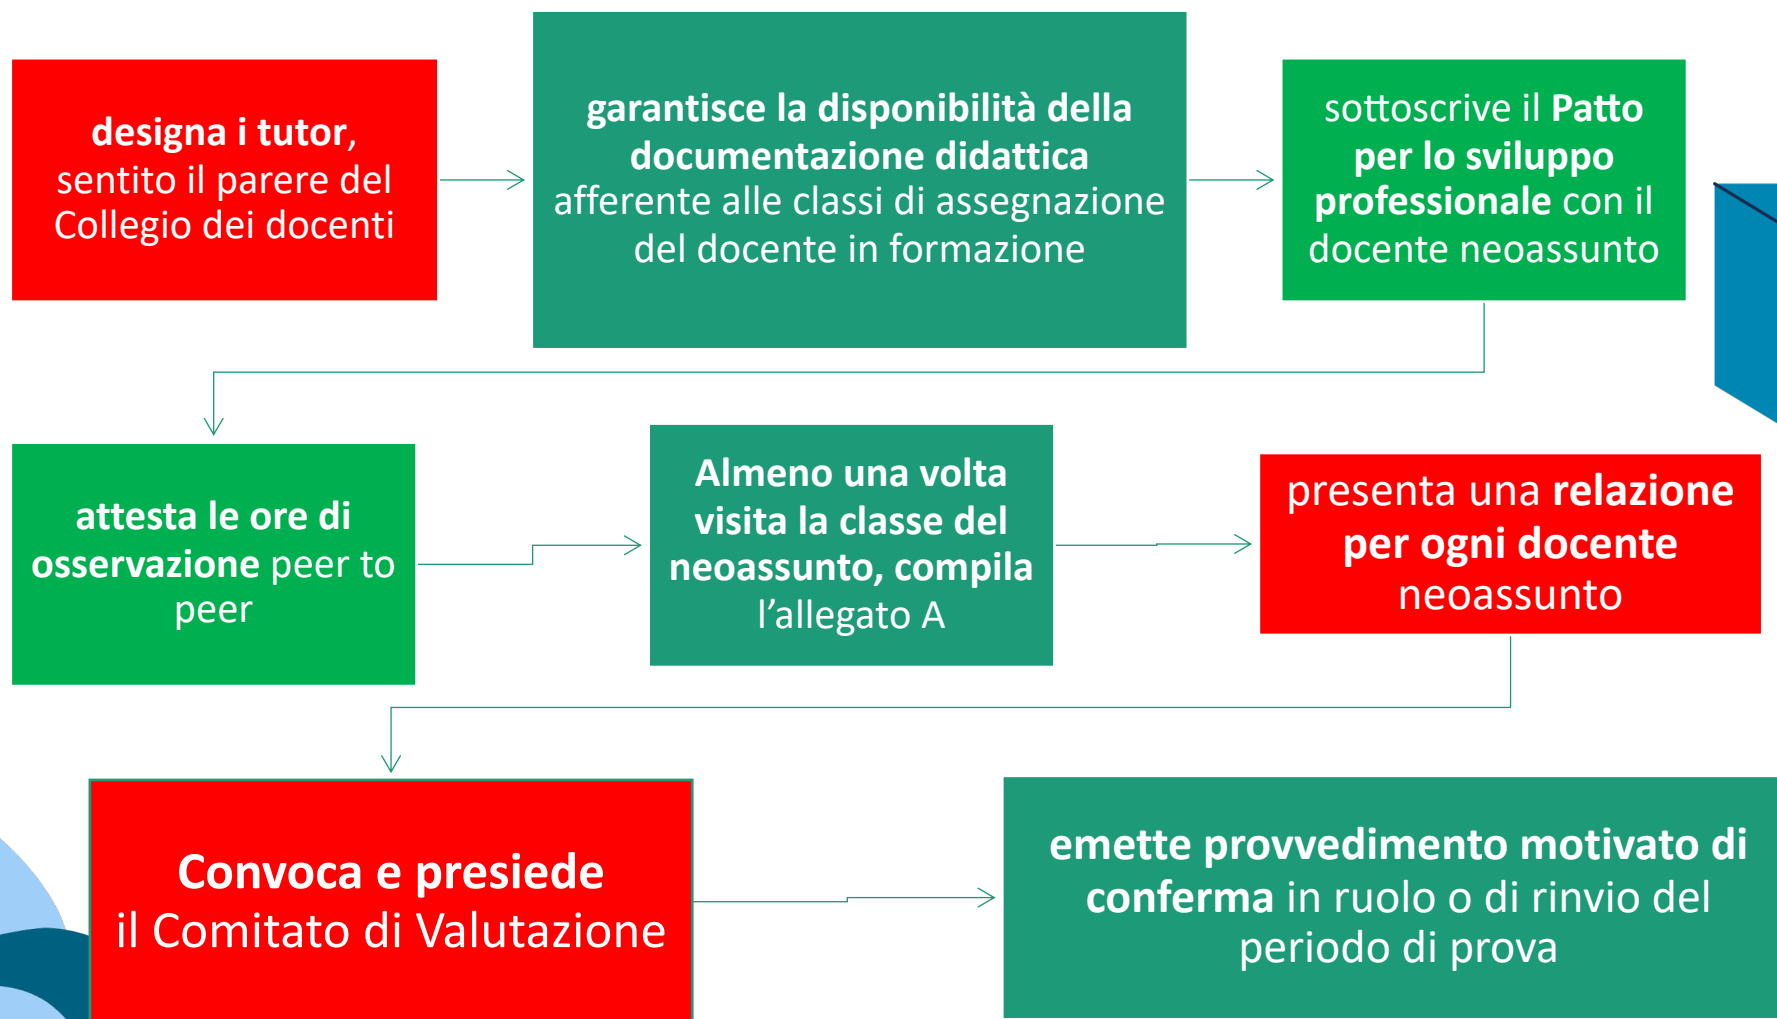 designa i tutor,
sentito il parere del
Collegio dei docenti
garantisce la disponibilità della
documentazione didattica
afferente alle classi di assegnazione
del docente in formazione
sottoscrive il Patto
per lo sviluppo
professionale con il
docente neoassunto
attesta le ore di
osservazione peer to
peer
Almeno una volta
visita la classe del
neoassunto, compila
l’allegato A
presenta una relazione
per ogni docente
neoassunto
Convoca e presiede
il Comitato di Valutazione
emette provvedimento motivato di
conferma in ruolo o di rinvio del
periodo di prova